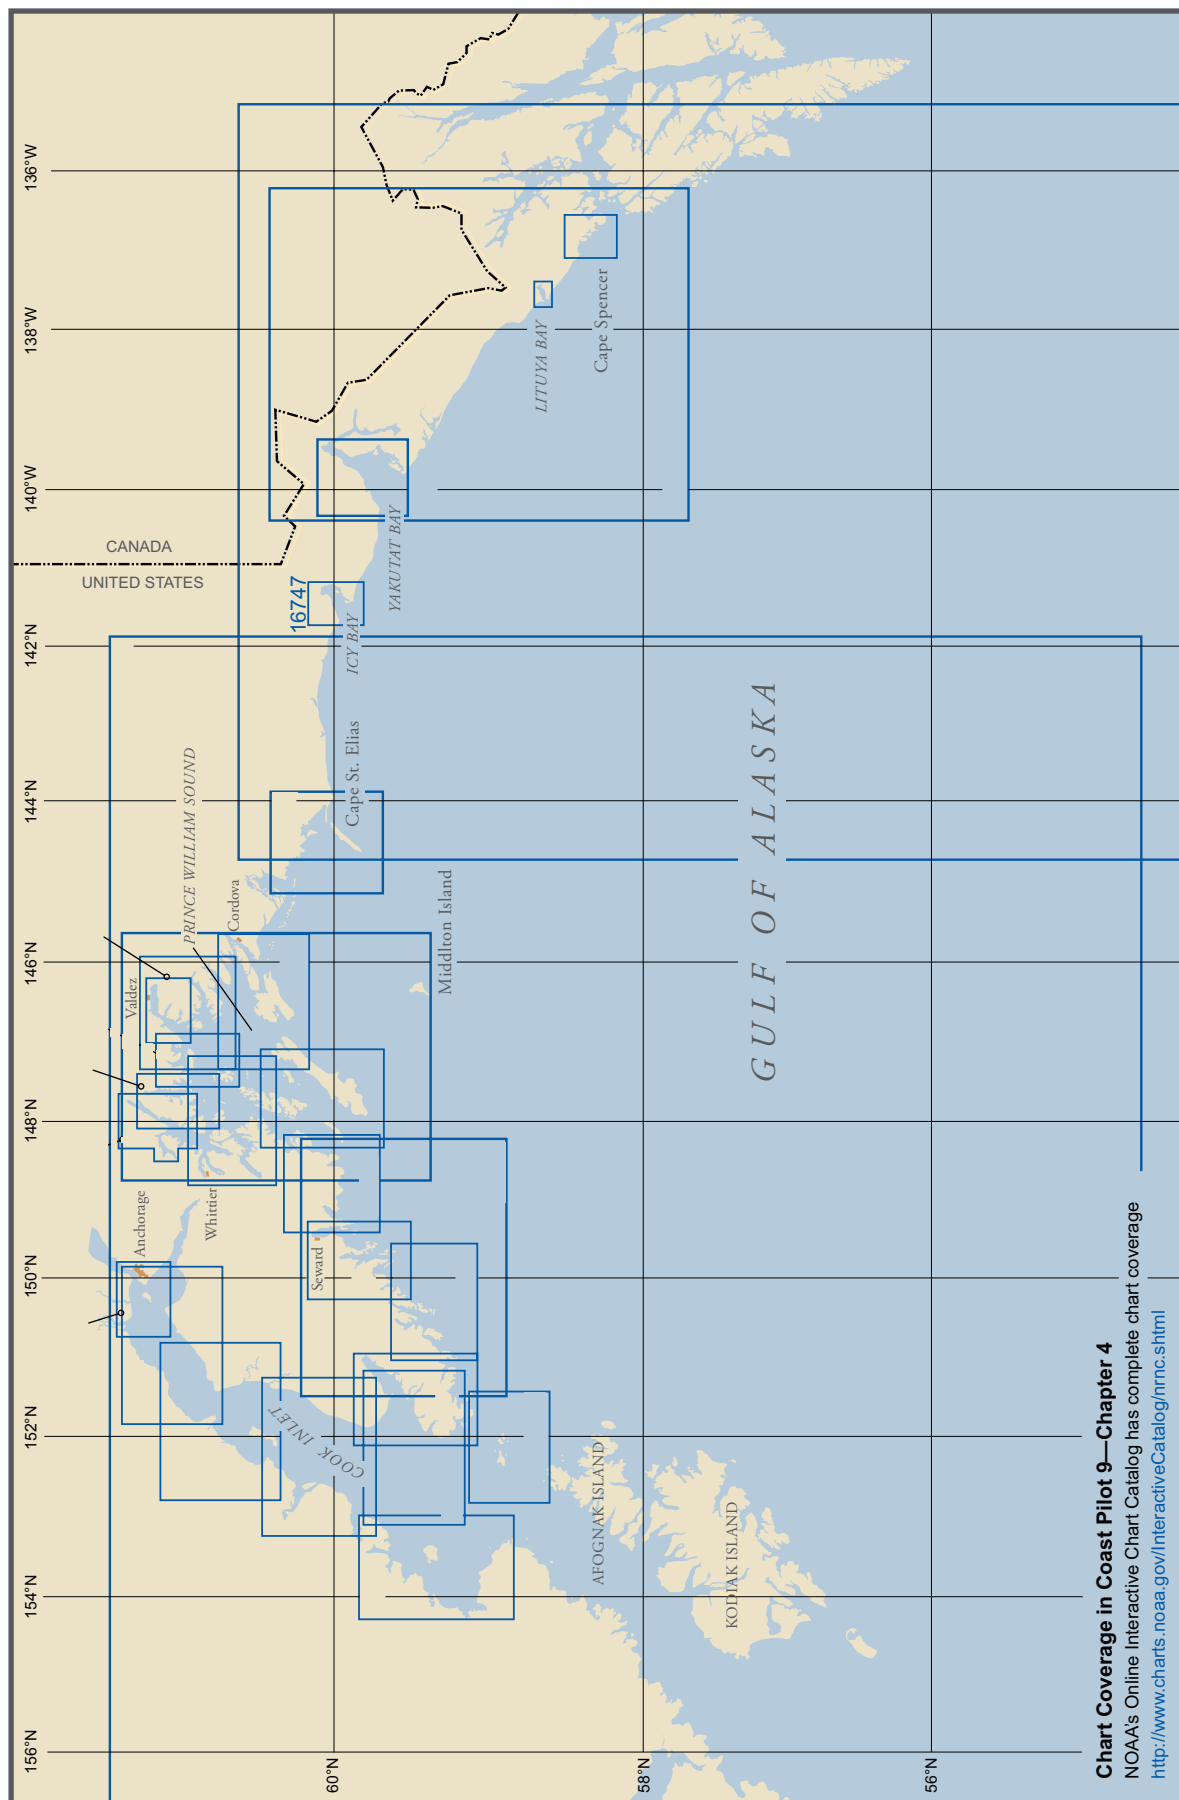 156°N
154°N
152°N
150°N
148°N
146°N
144°N
142°N
140°W
138°W
136°W
UNITED STATES
CANADA
Anchorage
Whittier
Valdez
PRINCE WILLIAM SOUND
Cordova
16747
Seward
COOK INLET
Cape St. Elias
ICY BAY
YAKUTAT BAY
Middlton Island
LITUYA BAY
Cape Spencer
AFOGNAK ISLAND
KODIAK ISLAND
GULF OF ALASKA
60°N
58°N
56°N
Chart Coverage in Coast Pilot 9—Chapter 4
NOAA's Online Interactive Chart Catalog has complete chart coverage
http://www.charts.noaa.gov/InteractiveCatalog/nrnc.shtml